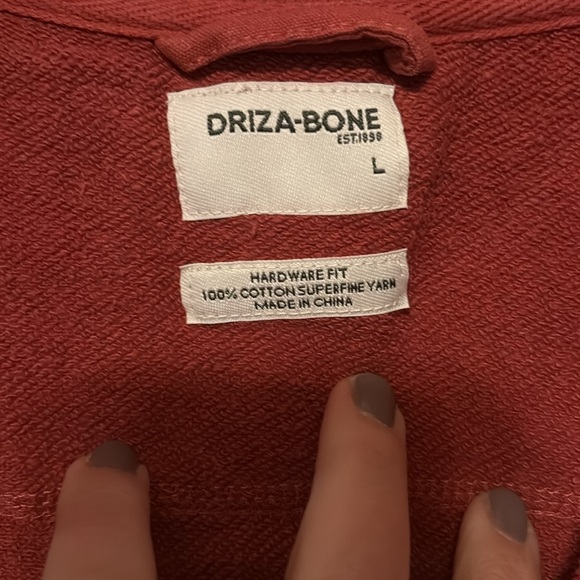 DRIZA-BONE
EST.1898
L
HARDWARE FIT
100% COTTON SUPERFINE YARN
MADE IN CHINA